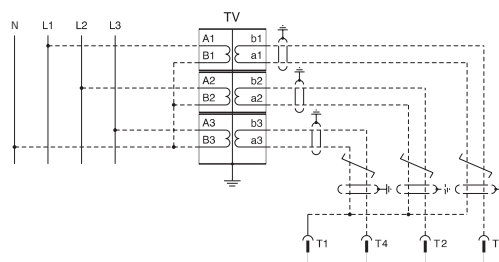 TV
N L1 L2 L3
A1 b1
B1 a1
A2 b2
B2 a2
A3 b3
B3 a3
T1 T4 T2 T